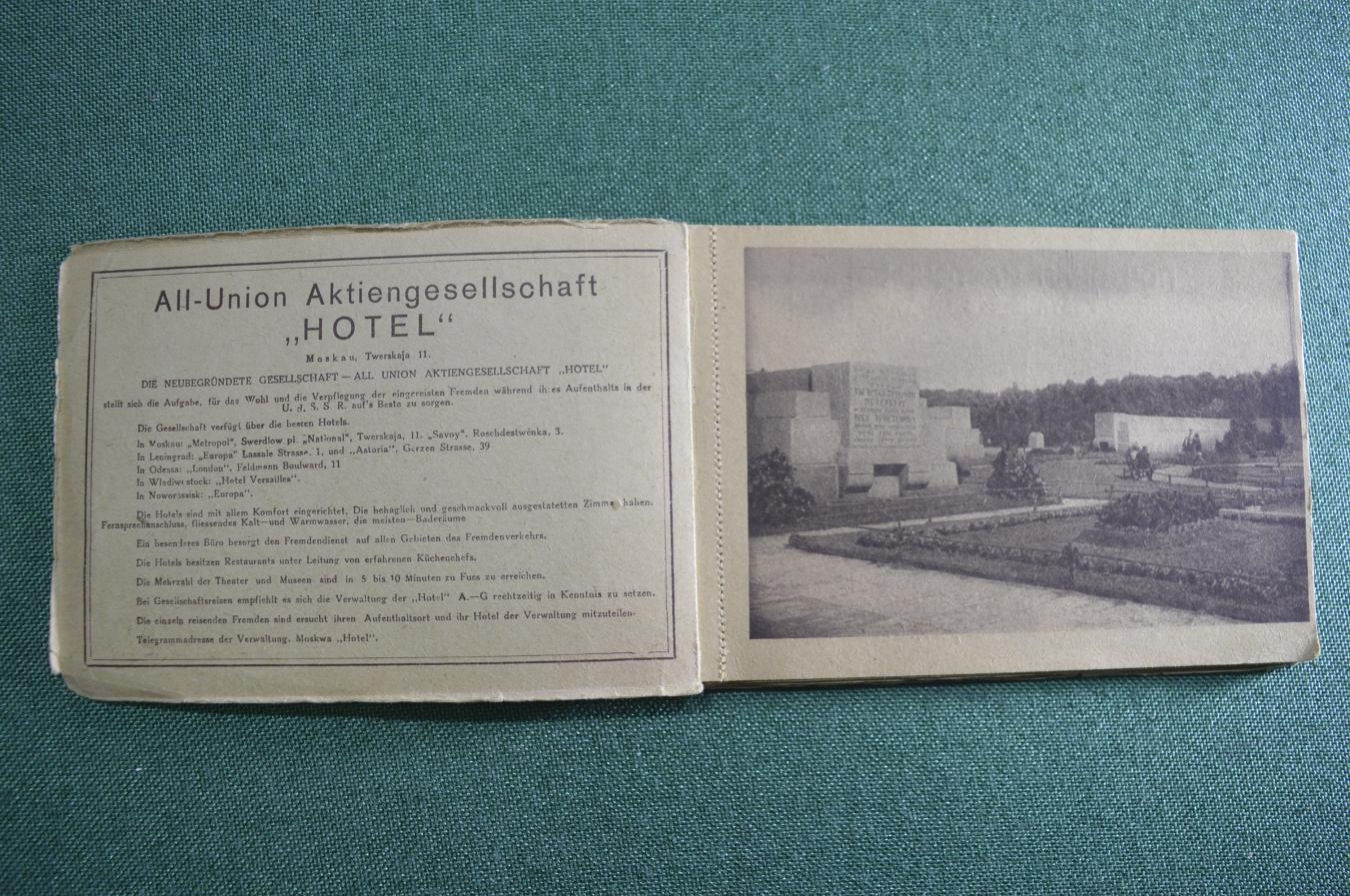 All-Union Aktiengesellschaft
„HOTEL“
Moskau, Twerskaja 11.
DIE NEUBEGRÜNDETE GESELLSCHAFT — ALL UNION AKTIENGESELLSCHAFT „HOTEL“
stellt sich die Aufgabe, für das Wohl und die Verpflegung der eingereisten Fremden während ih es Aufenthalts in der
U. d. S. S. R. auf's Beste zu sorgen.
Die Gesellschaft verfügt über die besten Hotels.
In Moskau: „Metropol“, Swerdlow pl. „National“, Twerskaja, 11. „Savoy“, Roschdestwenka, 3.
In Leningrad: „Europa“ Lassale Strasse. 1, und „Astoria“, Gerzen Strasse, 39
In Odessa: „London“, Feldmann Boulward, 11
In Wladiwostock: „Hotel Versailles“.
In Noworossisk: „Europa“.
Die Hotels sind mit allem Komfort eingerichtet, Die behaglich und geschmackvoll ausgestatteten Zimme haben.
Fernsprechanschluss, fliessendes Kalt—und Warmwasser, die meisten—Baderäume
Ein besonderes Büro besorgt den Fremdendienst auf allen Gebieten des Fremdenverkehrs.
Die Hotels besitzen Restaurants unter Leitung von erfahrenen Küchenchefs.
Die Mehrzahl der Theater und Museen sind in 5 bis 10 Minuten zu Fues zu erreichen.
Bei Gesellschaftsreisen empfiehlt es sich die Verwaltung der „Hotel“ A.—G rechtzeitig in Kenntnis zu setzen.
Die einzeln reisenden Fremden sind ersucht ihren Aufenthaltsort und ihr Hotel der Verwaltung mitzuteilen-
Telegrammadresse der Verwaltung. Moskwa „Hotel“.